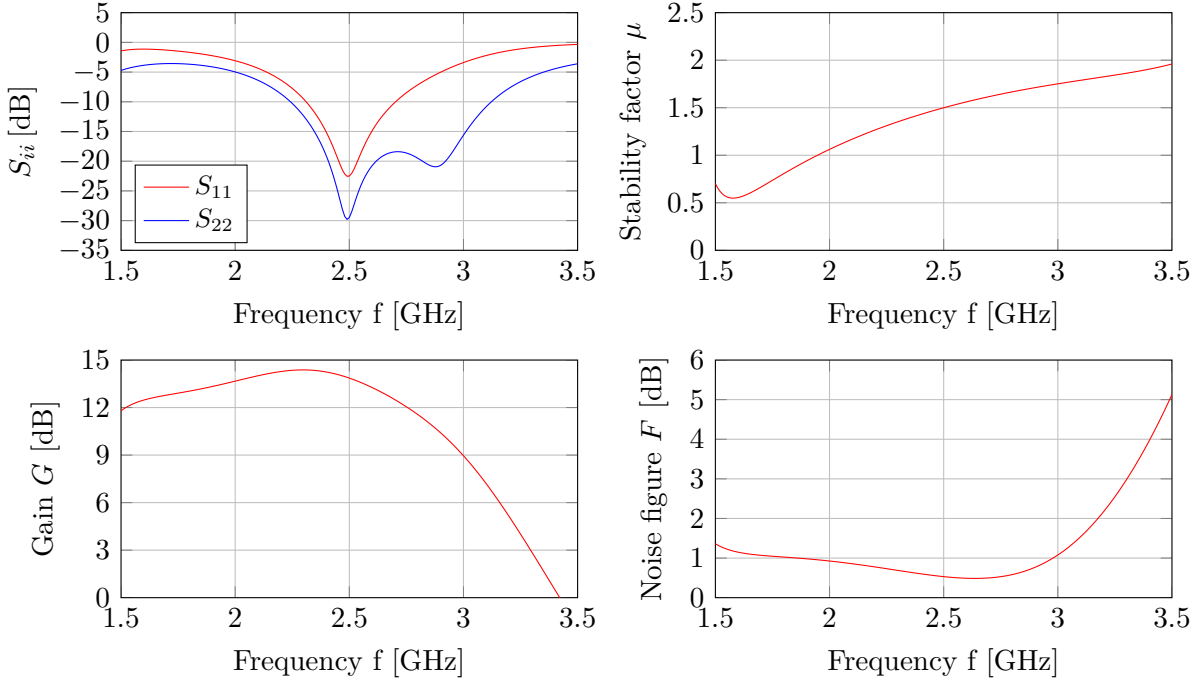 5
0
−5
−10
−15
−20
−25
−30
−35
1.5 2 2.5 3 3.5
S₁₁
S₂₂
S_ii [dB]
Frequency f [GHz]
2.5
2
1.5
1
0.5
0
1.5 2 2.5 3 3.5
Stability factor μ
Frequency f [GHz]
15
12
9
6
3
0
1.5 2 2.5 3 3.5
Gain G [dB]
Frequency f [GHz]
6
5
4
3
2
1
0
1.5 2 2.5 3 3.5
Noise figure F [dB]
Frequency f [GHz]